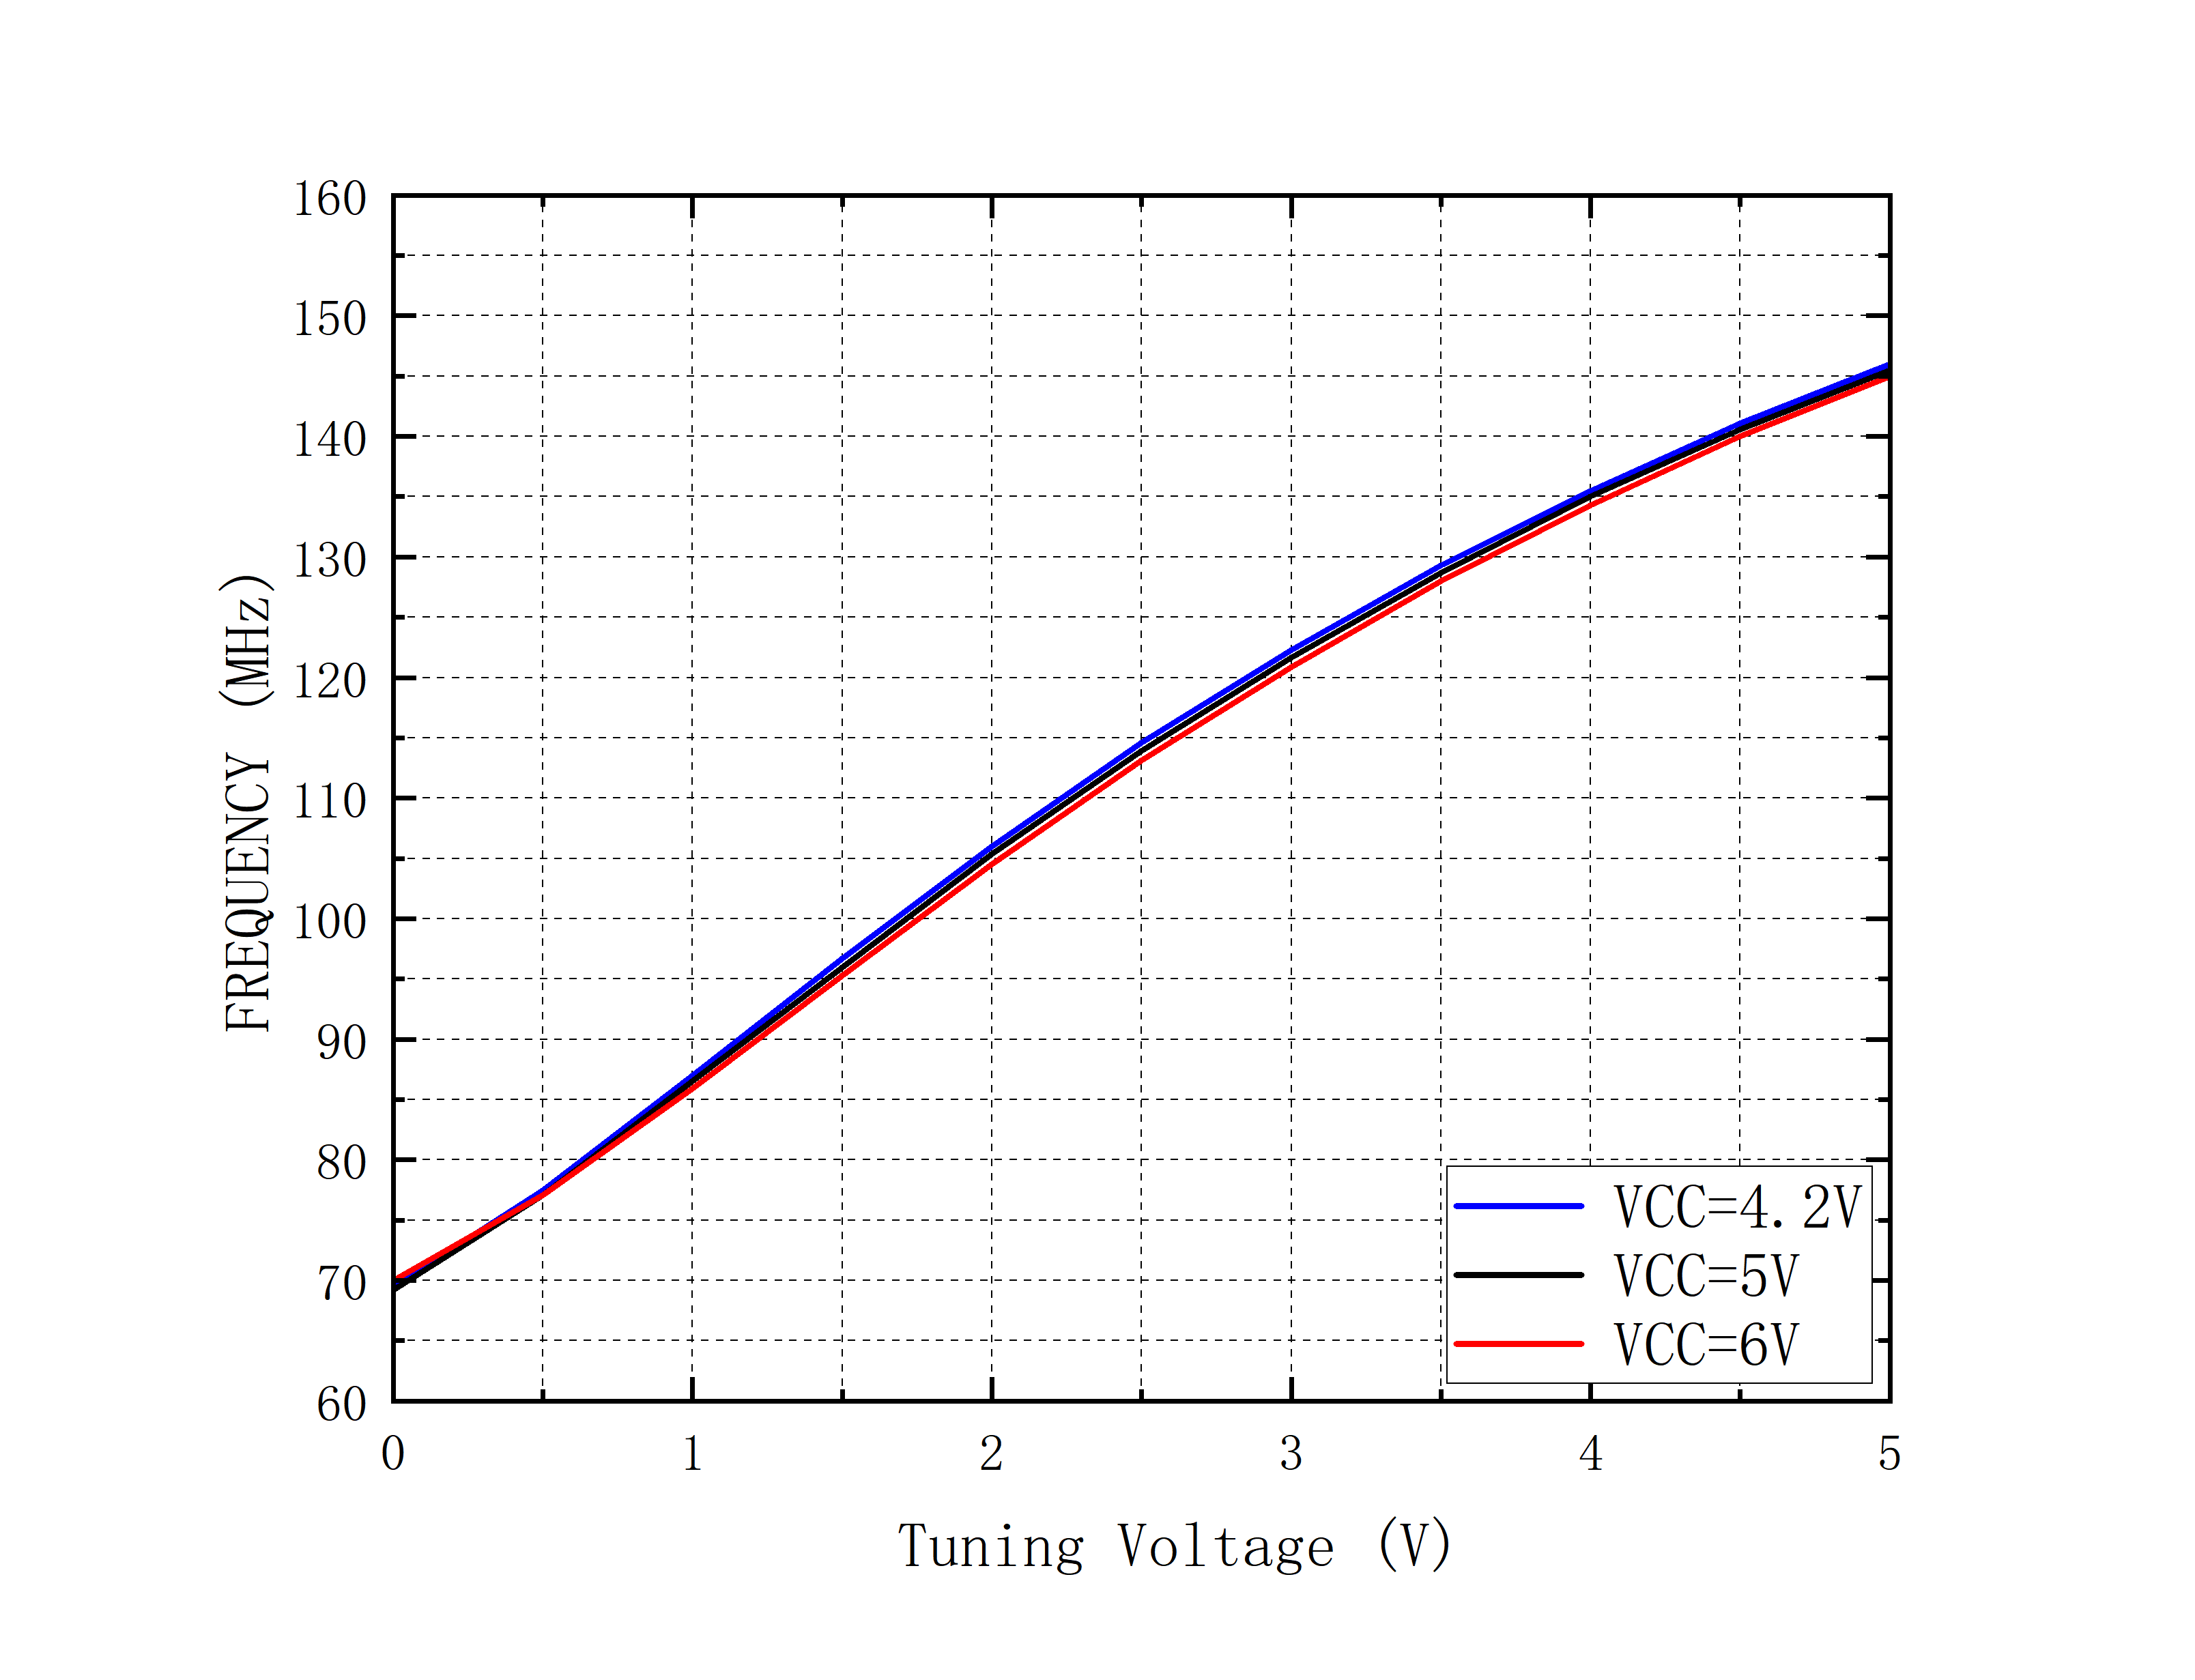 160
150
140
130
120
110
100
90
80
70
60
FREQUENCY (MHz)
VCC=4.2V
VCC=5V
VCC=6V
0 1 2 3 4 5
Tuning Voltage (V)